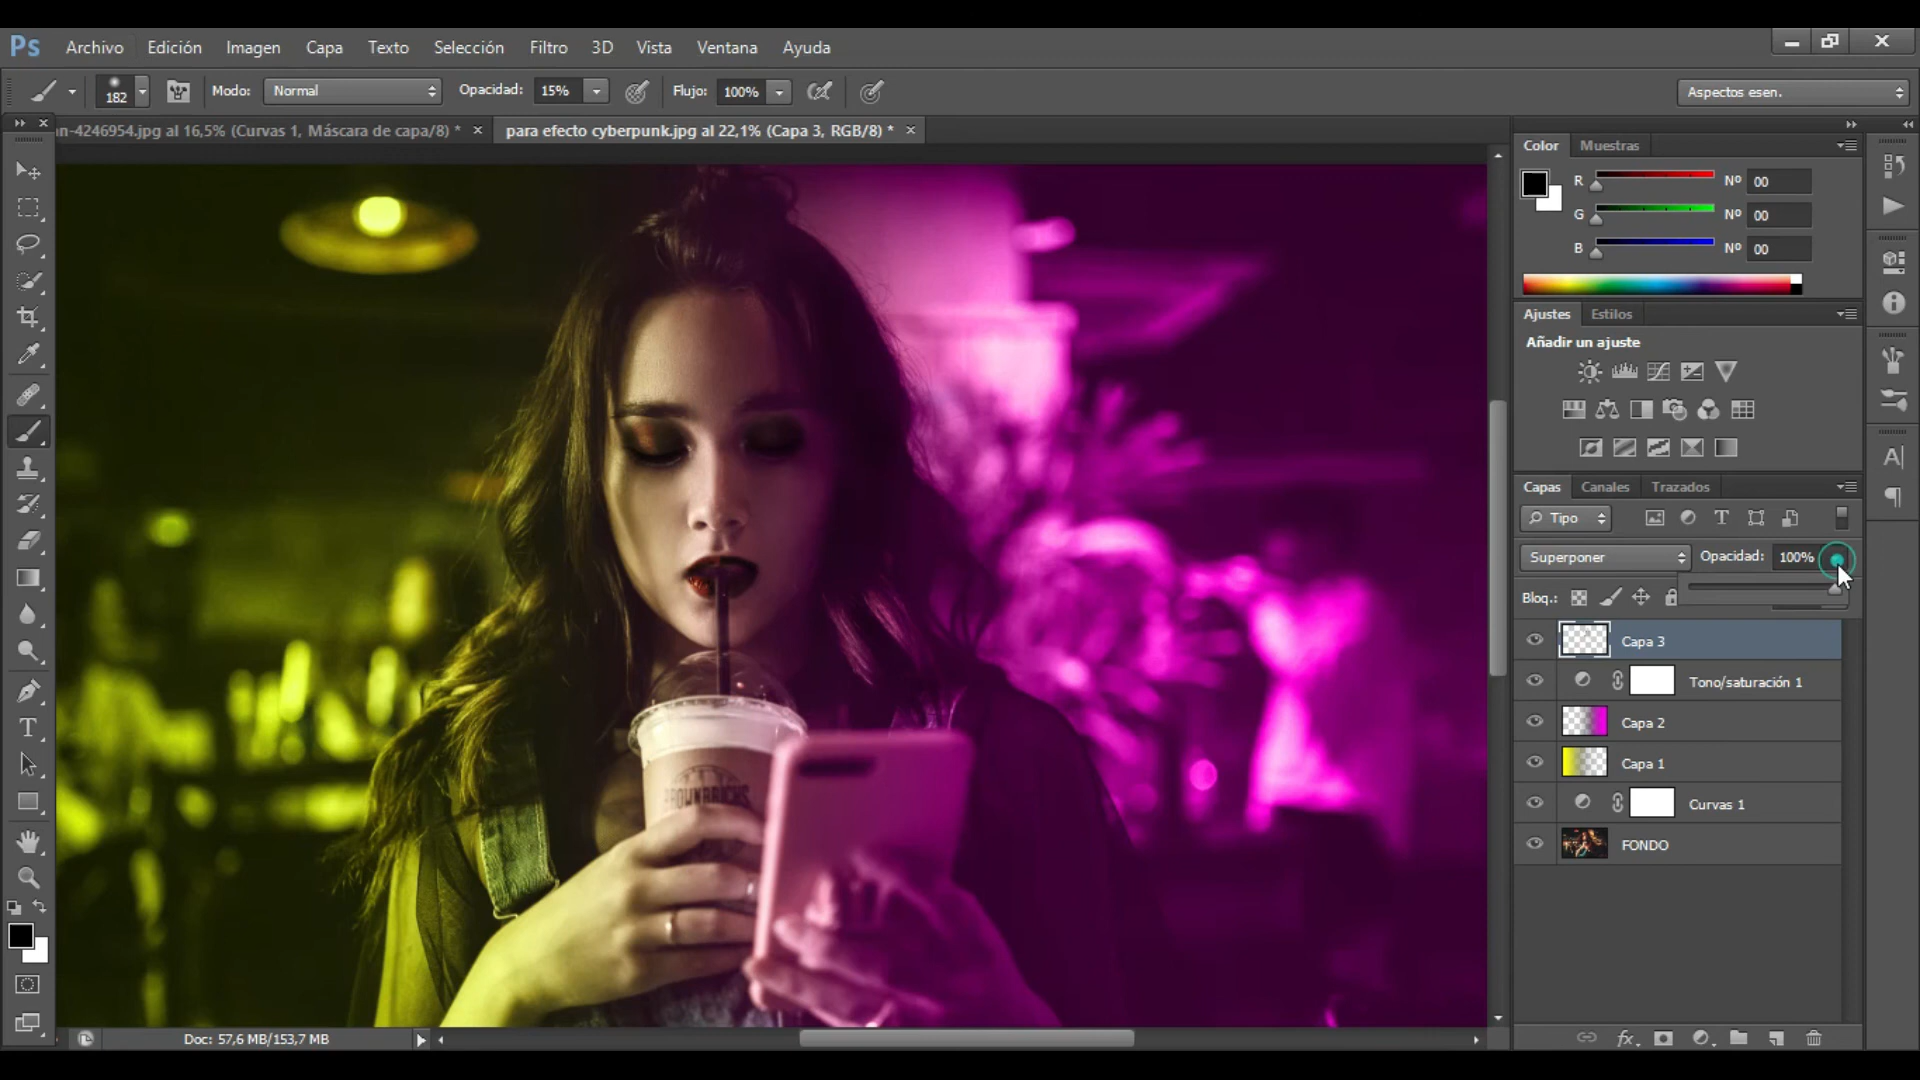 Ps Archivo Edición Imagen Capa Texto Selección Filtro 3D Vista Ventana Ayuda
182 Modo: Normal Opacidad: 15% Flujo: 100% Aspectos esen.
an-4246954.jpg al 16,5% (Curvas 1, Máscara de capa/8) * para efecto cyberpunk.jpg al 22,1% (Capa 3, RGB/8) *
Color Muestras
R Nº 00
G Nº 00
B Nº 00
Ajustes Estilos
Añadir un ajuste
Capas Canales Trazados
Tipo
Superponer Opacidad: 100%
Bloq.:
Capa 3
Tono/saturación 1
Capa 2
Capa 1
Curvas 1
FONDO
Doc: 57,6 MB/153,7 MB